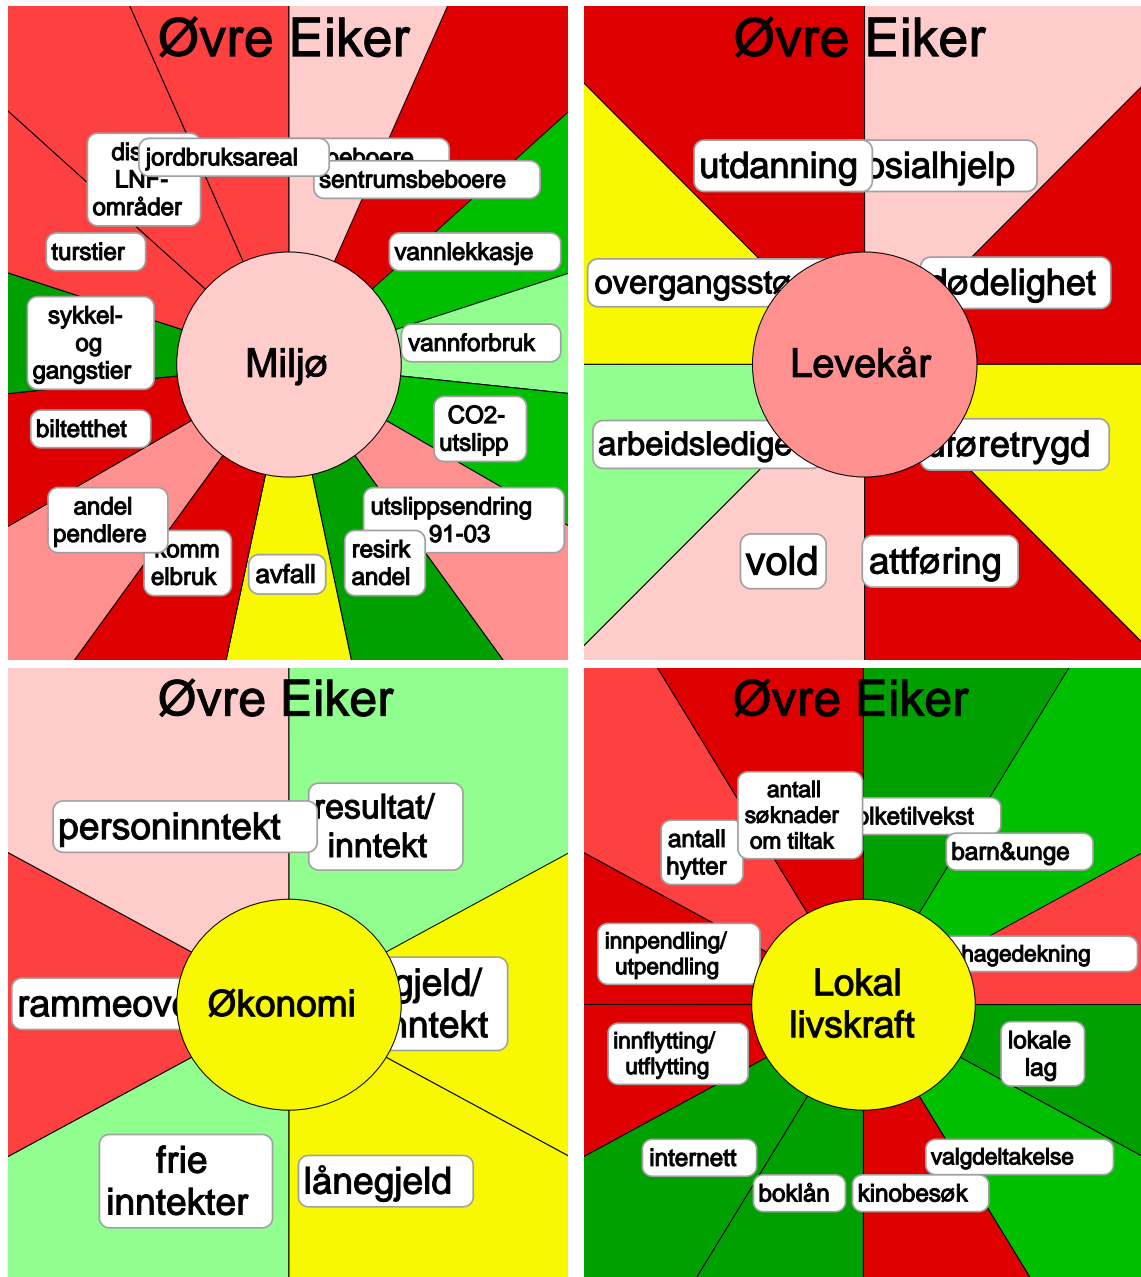 Øvre Eiker
jordbruksareal
LNF-
områder
sentrumsbeboere
turstier
vannlekkasje
sykkel-
og
gangstier
vannforbruk
Miljø
biltetthet
CO2-
utslipp
andel
pendlere
utslippsendring
91-03
elbruk
avfall
resirk
andel
Øvre Eiker
utdanning
dødelighet
Levekår
arbeidsledige
vold
attføring
Øvre Eiker
personinntekt
resultat/
inntekt
Økonomi
gjeld/
frie
inntekter
lånegjeld
Øvre Eiker
antall
søknader
om tiltak
antall
hytter
barn&unge
innpendling/
utpendling
hagedekning
Lokal
livskraft
innflytting/
utflytting
lokale
lag
internett
valgdeltakelse
boklån
kinobesøk